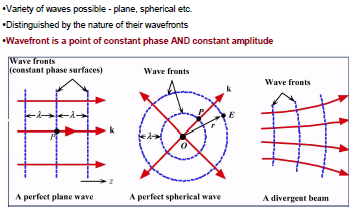 •Variety of waves possible - plane, spherical etc.
•Distinguished by the nature of their wavefronts
•Wavefront is a point of constant phase AND constant amplitude
Wave fronts
(constant phase surfaces)
λ λ
P
k
z
A perfect plane wave
Wave fronts
k
P
E
λ
r
O
A perfect spherical wave
Wave fronts
A divergent beam